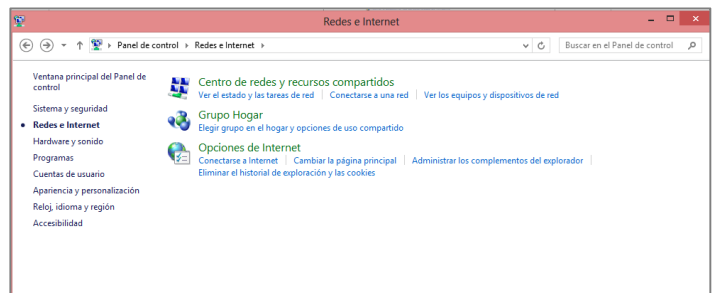 Redes e Internet
Panel de control ▸ Redes e Internet ▸
Buscar en el Panel de control
Ventana principal del Panel de
control
Sistema y seguridad
Redes e Internet
Hardware y sonido
Programas
Cuentas de usuario
Apariencia y personalización
Reloj, idioma y región
Accesibilidad
Centro de redes y recursos compartidos
Ver el estado y las tareas de red | Conectarse a una red | Ver los equipos y dispositivos de red
Grupo Hogar
Elegir grupo en el hogar y opciones de uso compartido
Opciones de Internet
Conectarse a Internet | Cambiar la página principal | Administrar los complementos del explorador |
Eliminar el historial de exploración y las cookies